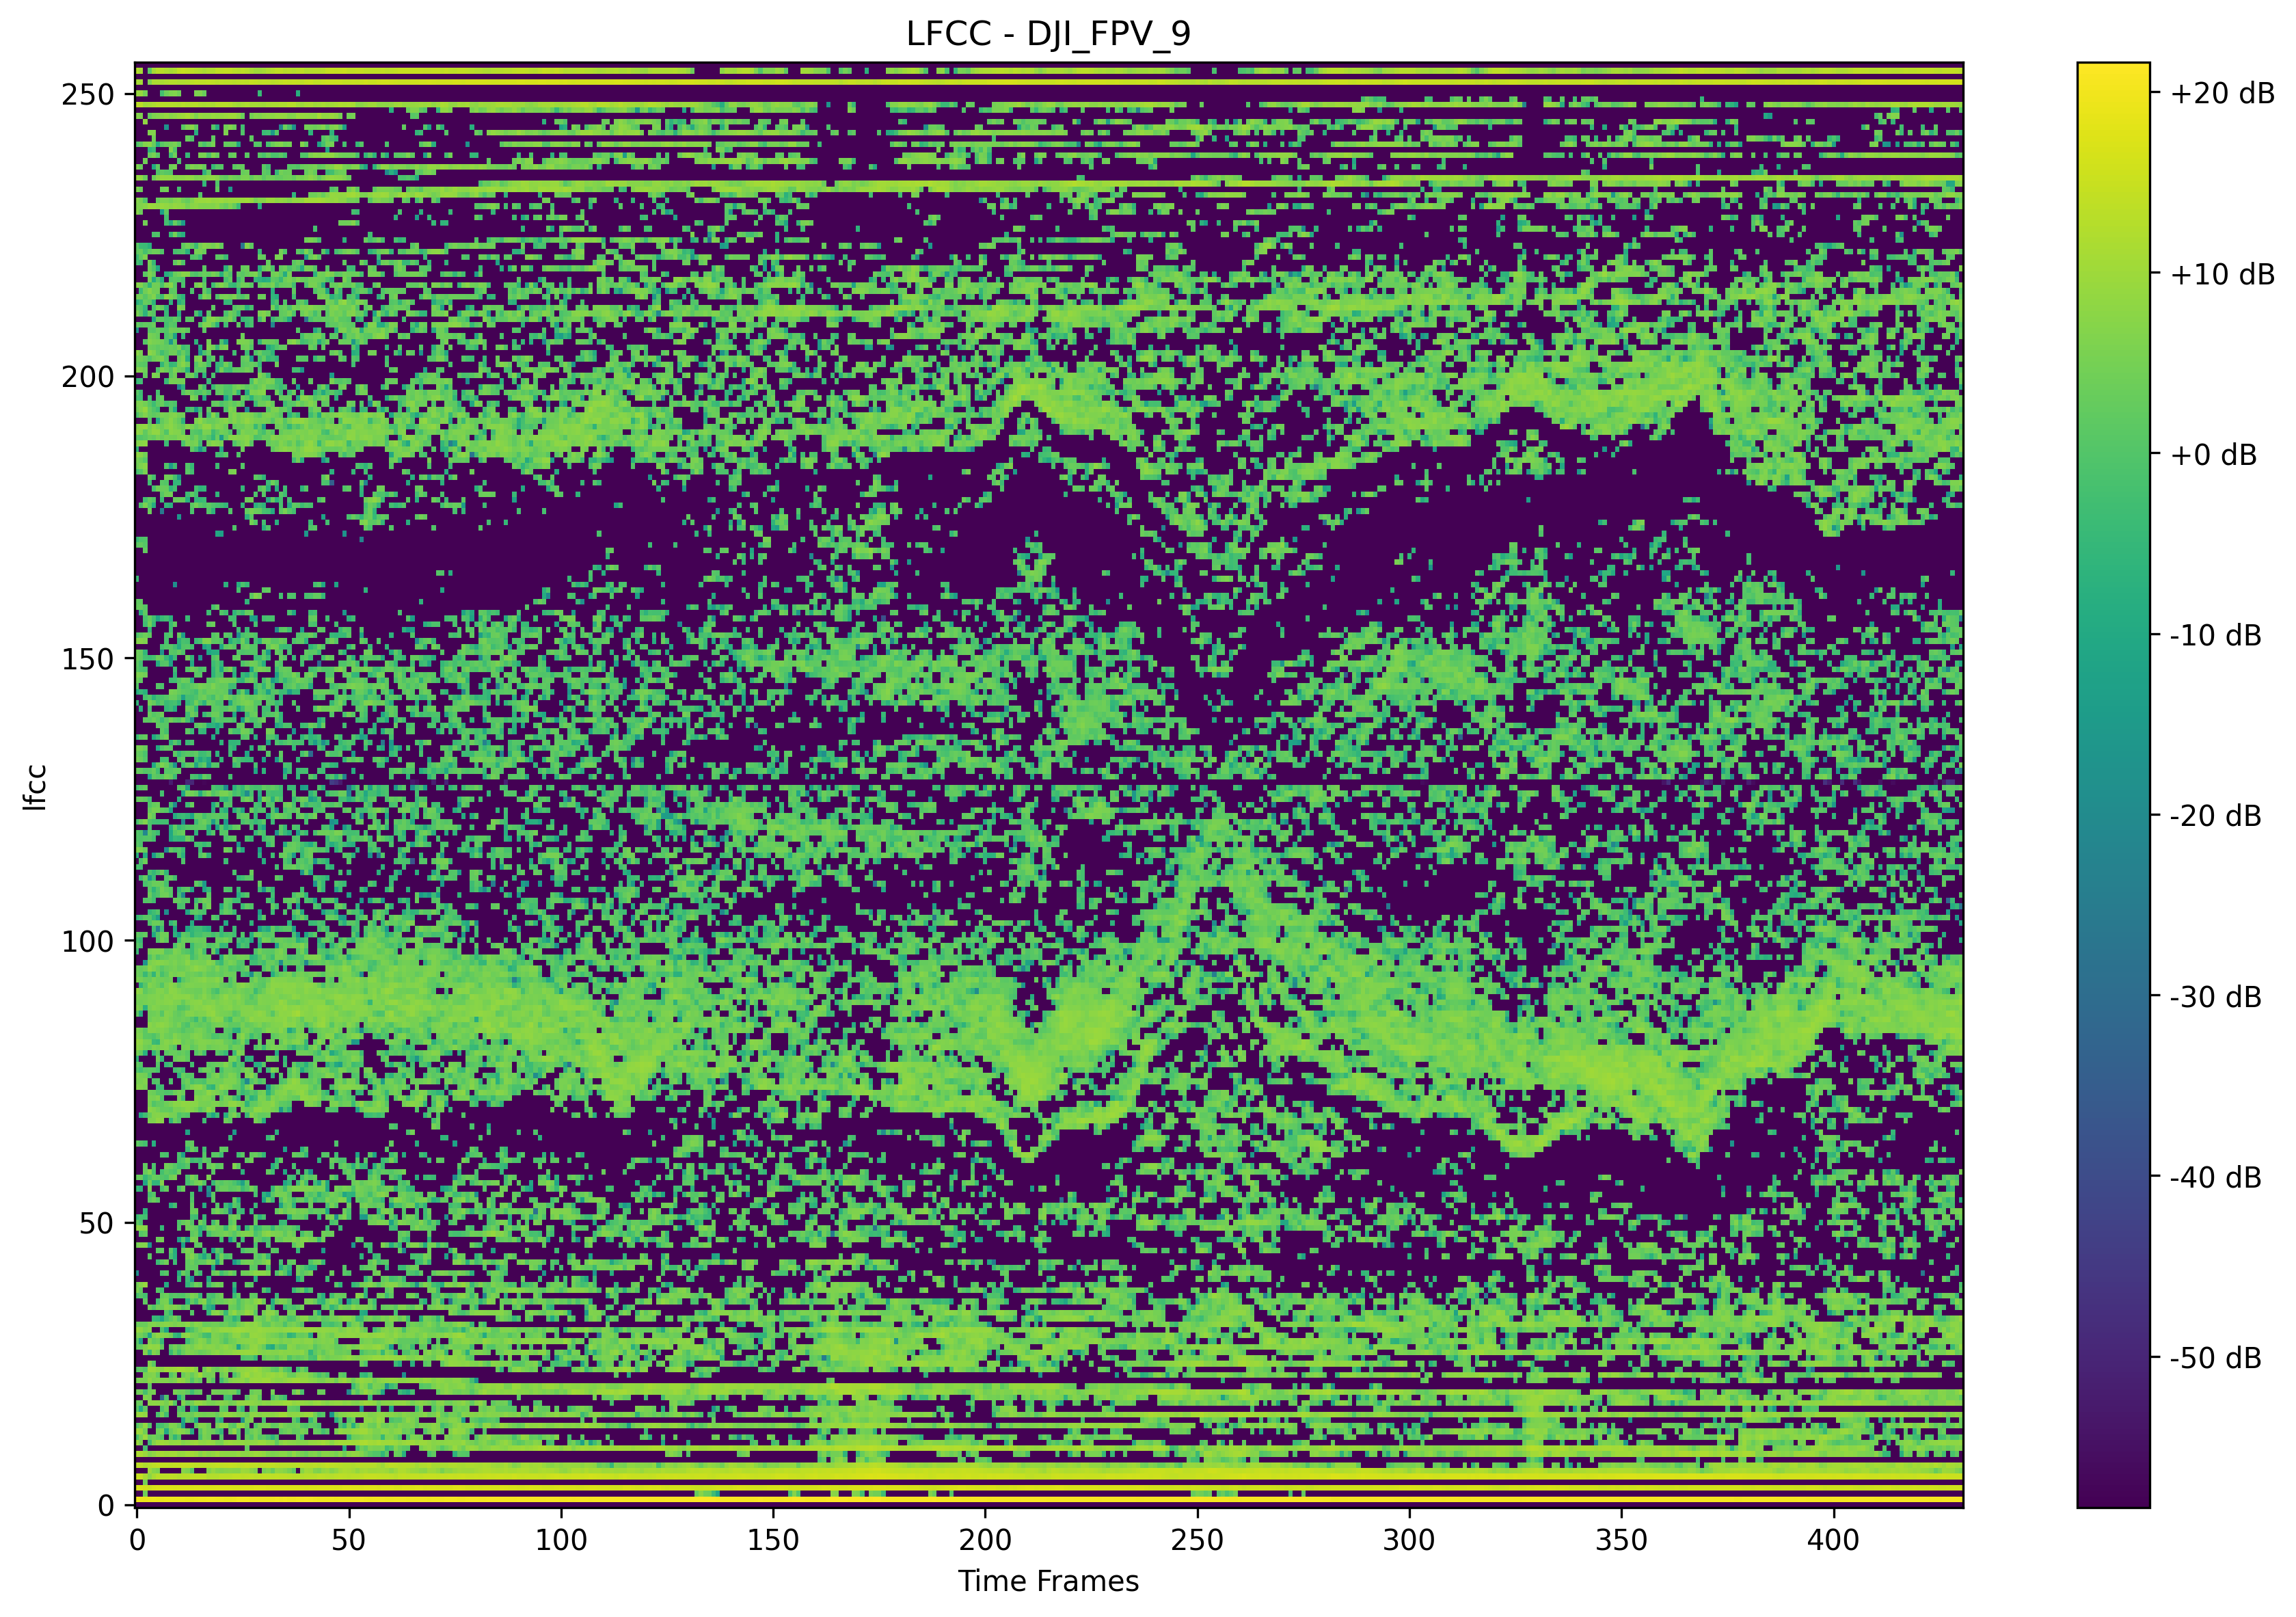 LFCC - DJI_FPV_9
250
200
150
100
50
0
lfcc
0 50 100 150 200 250 300 350 400
Time Frames
+20 dB
+10 dB
+0 dB
-10 dB
-20 dB
-30 dB
-40 dB
-50 dB